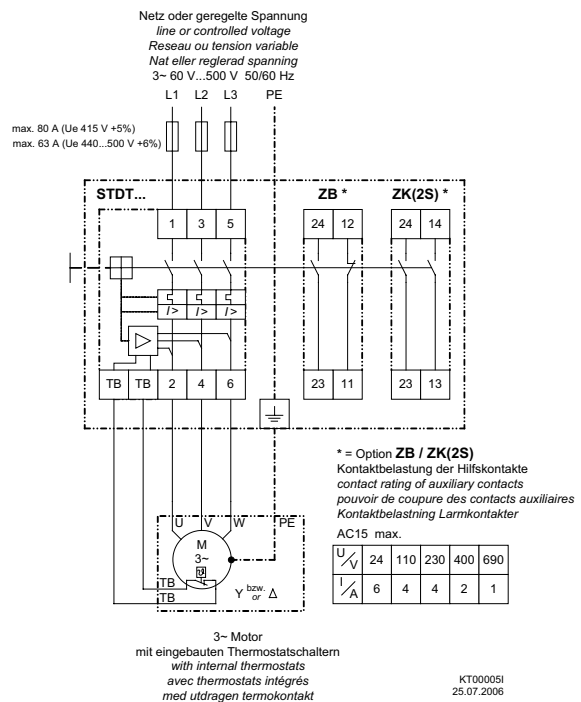 Netz oder geregelte Spannung
line or controlled voltage
Reseau ou tension variable
Nat eller reglerad spanning
3~ 60 V...500 V 50/60 Hz
L1 L2 L3 PE
max. 80 A (Ue 415 V +5%)
max. 63 A (Ue 440...500 V +6%)
STDT... ZB * ZK(2S) *
1 3 5 24 12 24 14
I> I> I>
TB TB 2 4 6 23 11 23 13
* = Option ZB / ZK(2S)
Kontaktbelastung der Hilfskontakte
contact rating of auxiliary contacts
pouvoir de coupure des contacts auxiliaires
Kontaktbelastning Larmkontakter
AC15 max.
U/V 24 110 230 400 690
I/A 6 4 4 2 1
U V W PE
M
3~
ϑ
TB
TB
Y bzw. or Δ
3~ Motor
mit eingebauten Thermostatschaltern
with internal thermostats
avec thermostats intégrés
med utdragen termokontakt
KT00005I
25.07.2006